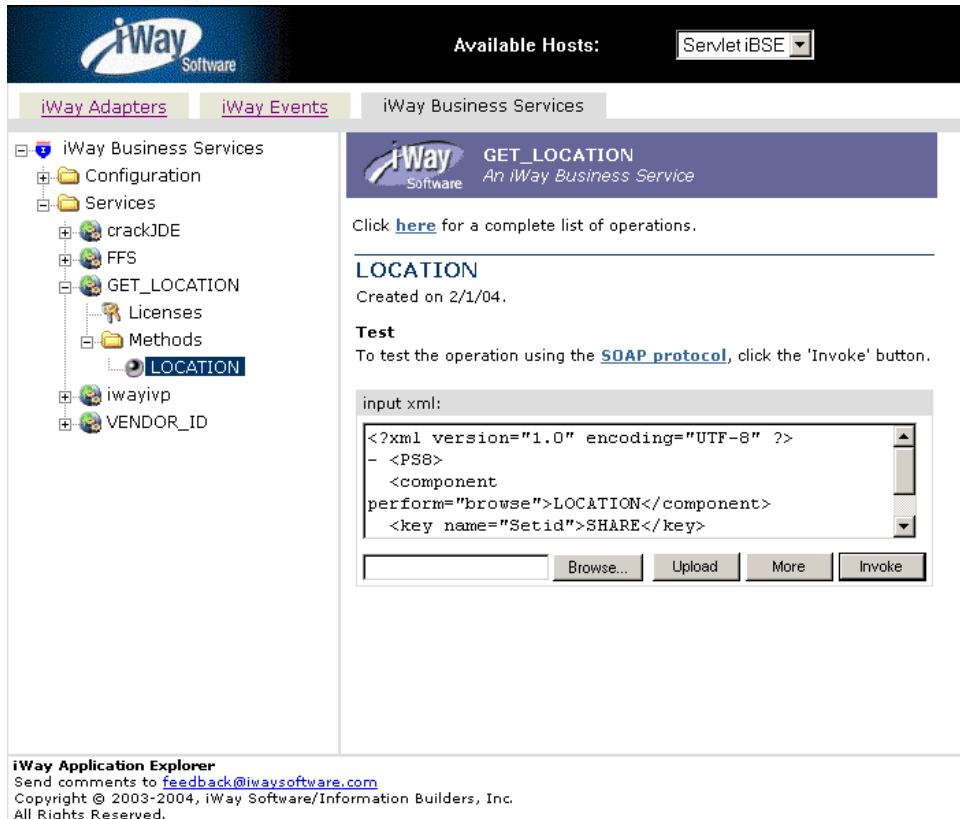 iWay
Software
Available Hosts:
Servlet iBSE
iWay Adapters
iWay Events
iWay Business Services
iWay Business Services
Configuration
Services
crackJDE
FFS
GET_LOCATION
Licenses
Methods
LOCATION
iwayivp
VENDOR_ID
iWay
Software
GET_LOCATION
An iWay Business Service
Click here for a complete list of operations.
LOCATION
Created on 2/1/04.
Test
To test the operation using the SOAP protocol, click the 'Invoke' button.
input xml:
<?xml version="1.0" encoding="UTF-8" ?>
- <PS8>
<component
perform="browse">LOCATION</component>
<key name="Setid">SHARE</key>
Browse...
Upload
More
Invoke
iWay Application Explorer
Send comments to feedback@iwaysoftware.com
Copyright © 2003-2004, iWay Software/Information Builders, Inc.
All Rights Reserved.